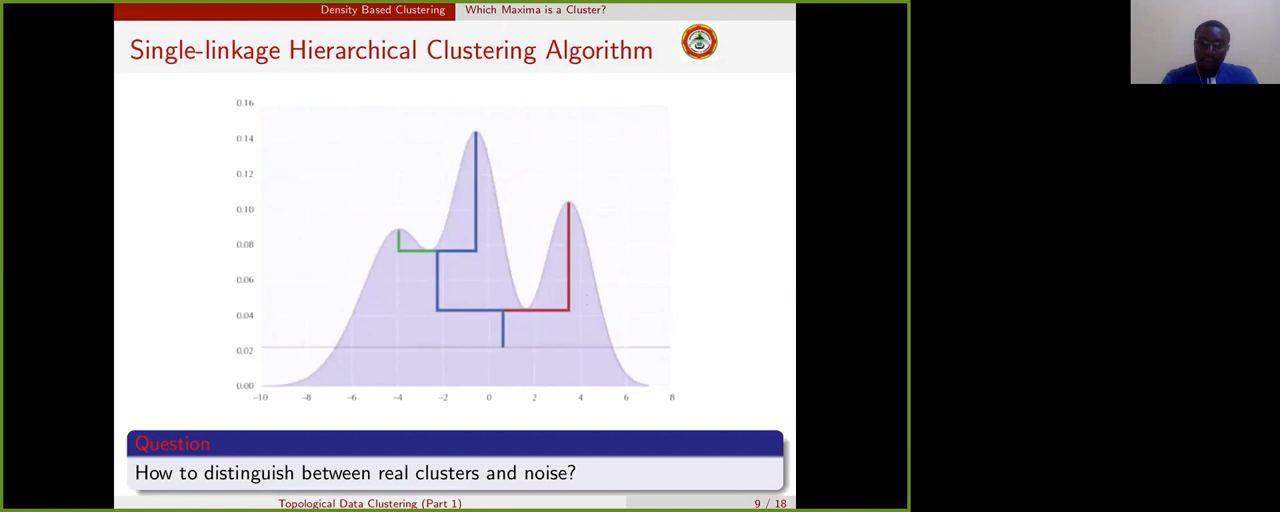 Density Based Clustering Which Maxima is a Cluster?
Single-linkage Hierarchical Clustering Algorithm
0.16
0.14
0.12
0.10
0.08
0.06
0.04
0.02
0.00
−10 −8 −6 −4 −2 0 2 4 6 8
Question
How to distinguish between real clusters and noise?
Topological Data Clustering (Part 1) 9 / 18